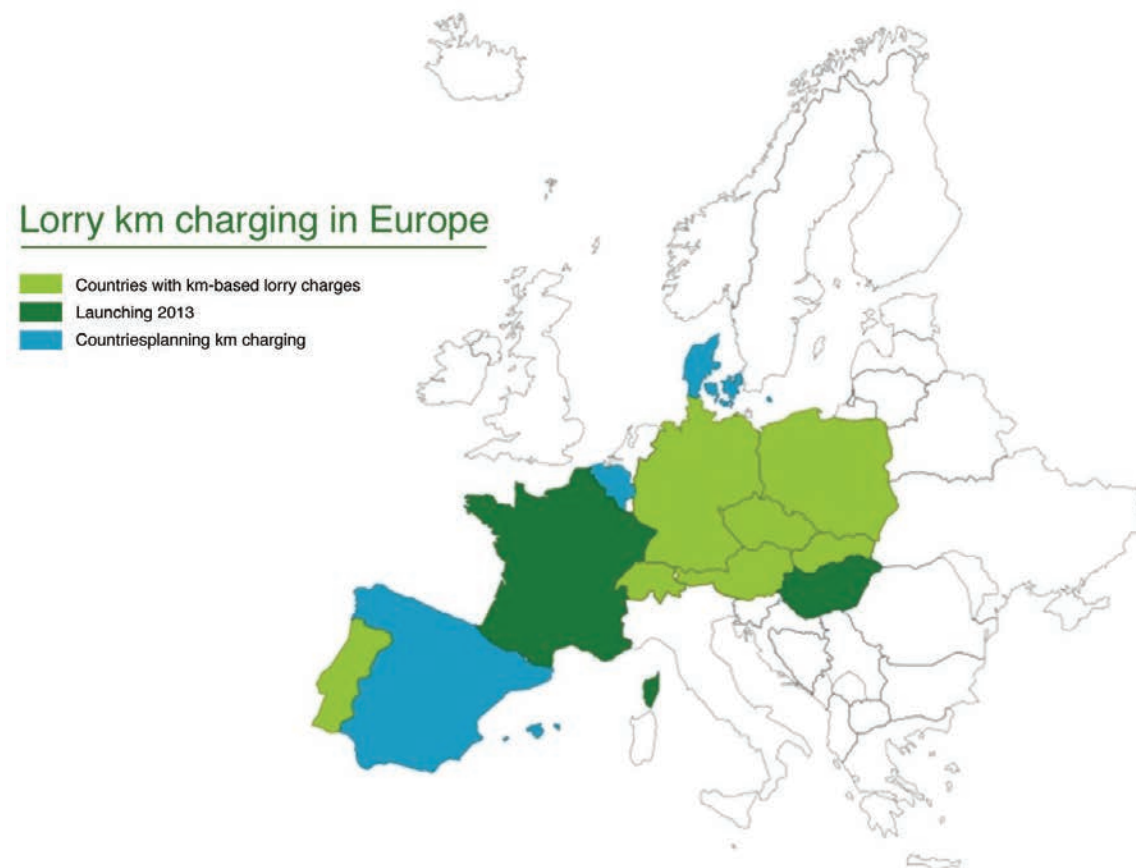 Lorry km charging in Europe
Countries with km-based lorry charges
Launching 2013
Countriesplanning km charging